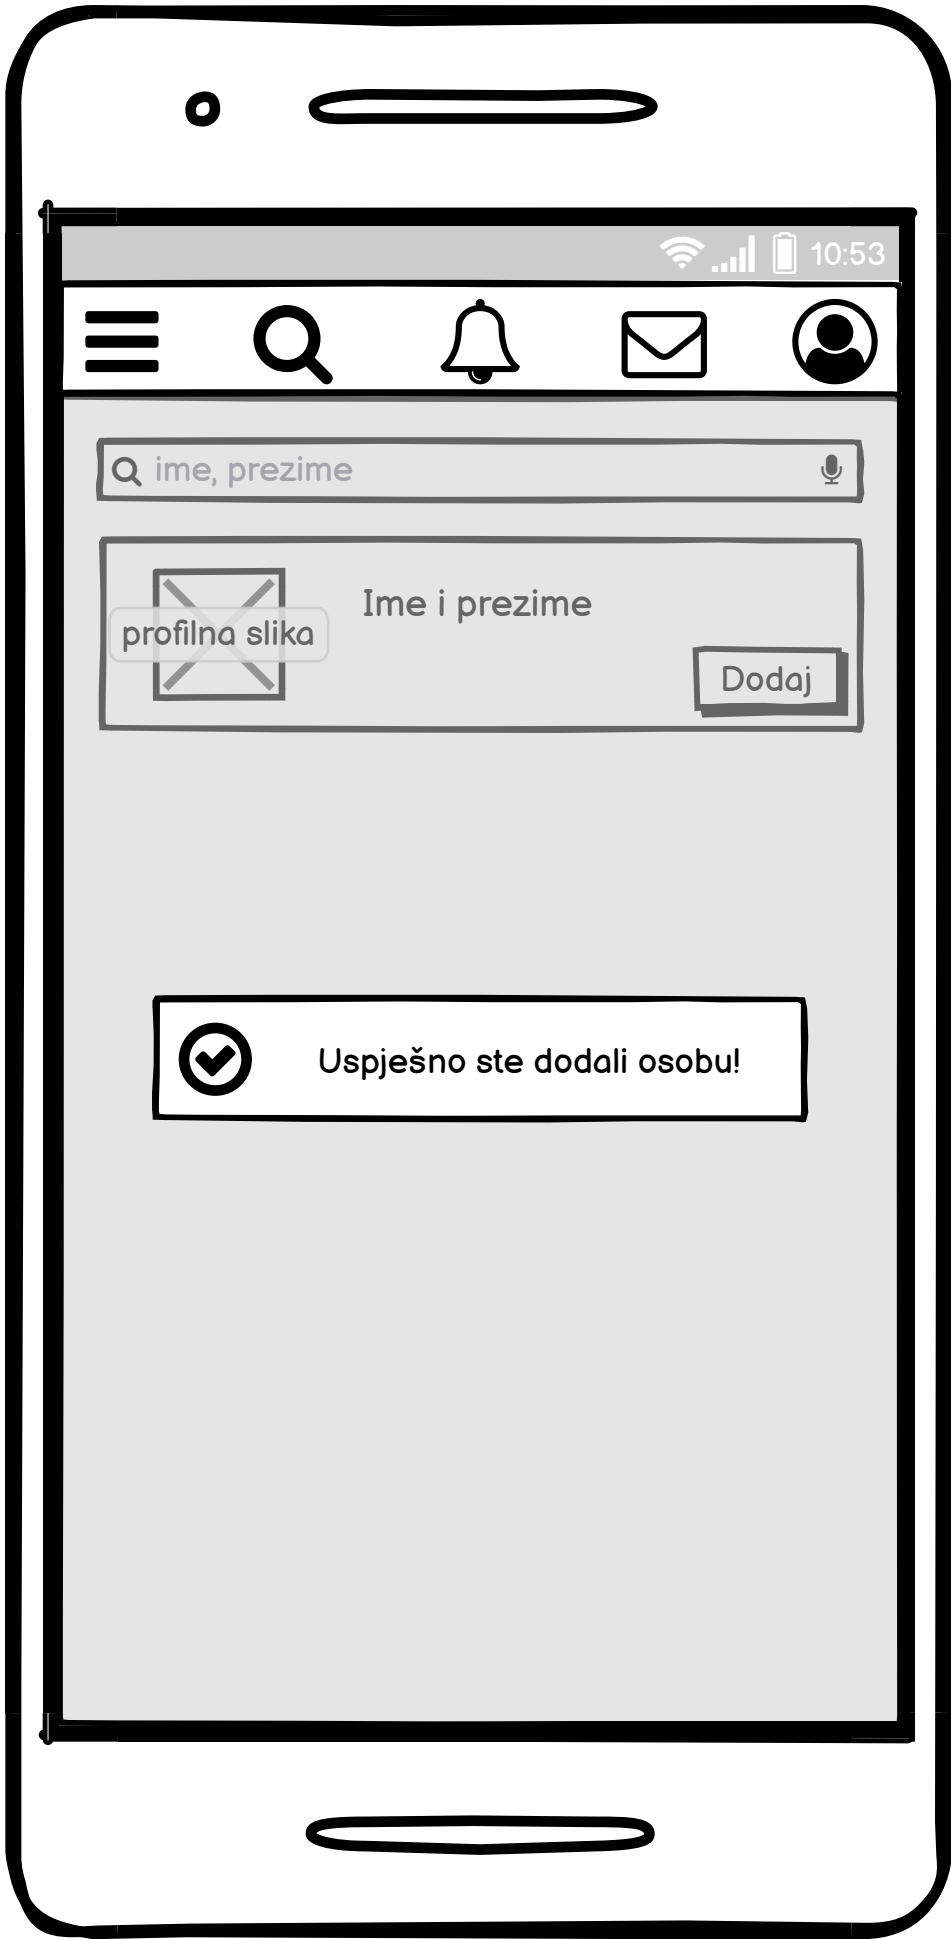 10:53
ime, prezime
Ime i prezime
profilna slika
Dodaj
Uspješno ste dodali osobu!